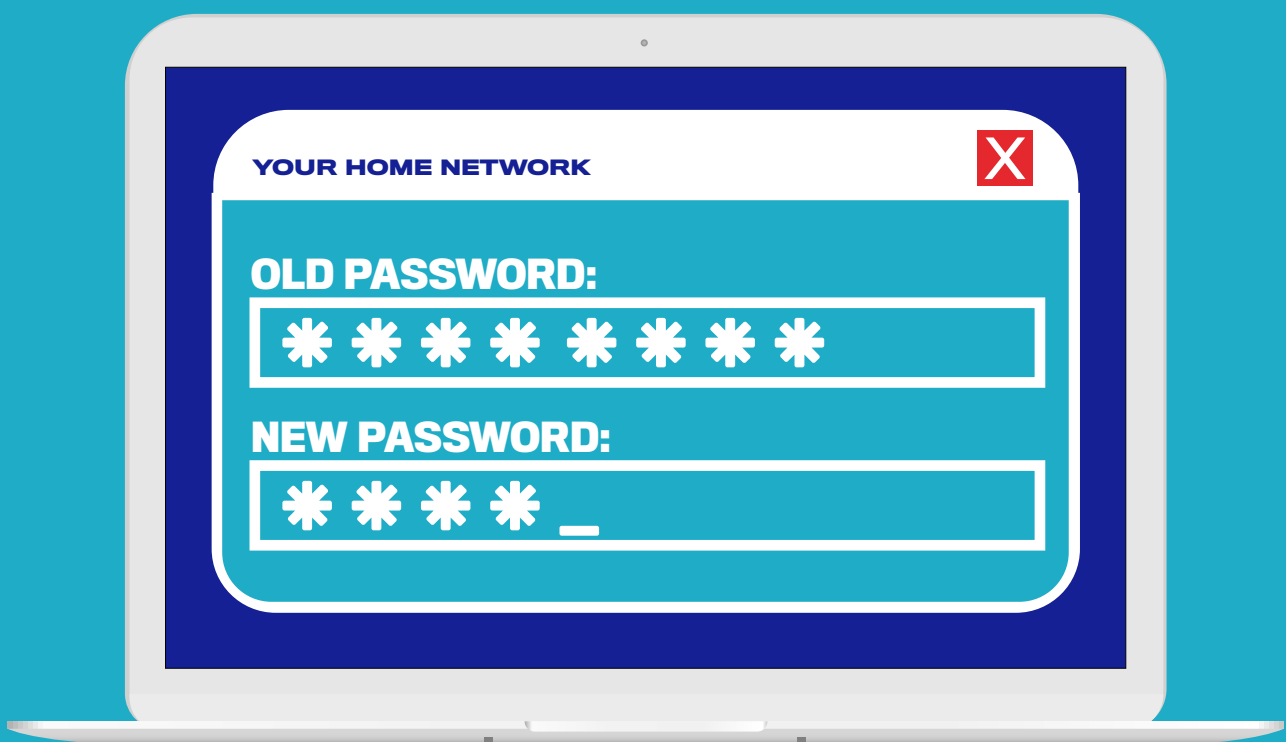 YOUR HOME NETWORK
X
OLD PASSWORD:
* * * * * * * *
NEW PASSWORD:
* * * * _